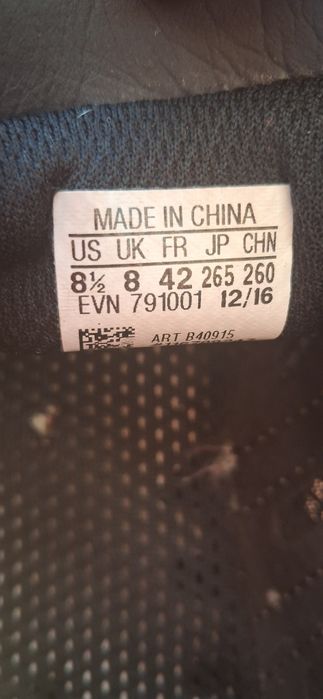 MADE IN CHINA
US UK FR JP CHN
8½ 8 42 265 260
EVN 791001 12/16
ART B40915